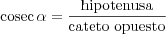 cosec α = hipotenusa / cateto opuesto